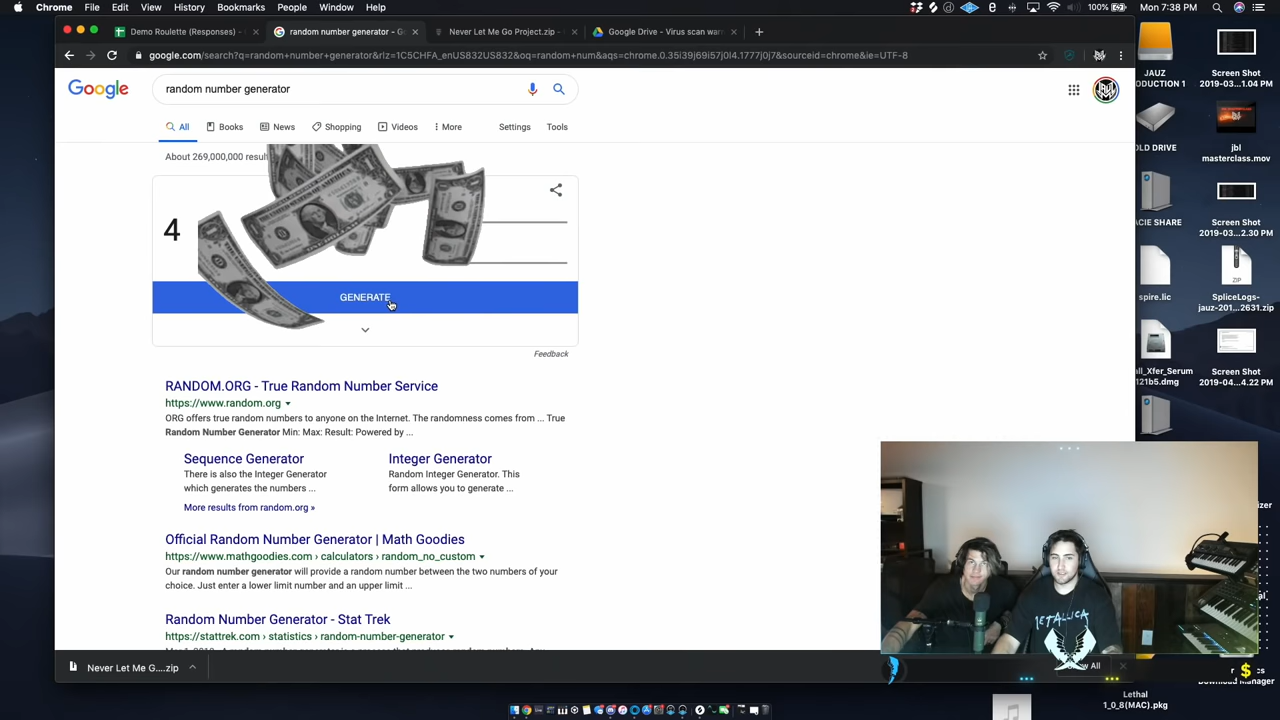 Chrome File Edit View History Bookmarks People Window Help 100% Mon 7:38 PM
Demo Roulette (Responses) - random number generator - G Never Let Me Go Project.zip - Google Drive - Virus scan war
google.com/search?q=random+number+generator&rlz=1C5CHFA_enUS832US832&oq=random+num&aqs=chrome.0.35i39j69i57j0l4.1777j0j7&sourceid=chrome&ie=UTF-8
Google random number generator
All Books News Shopping Videos More Settings Tools
About 269,000,000 result
4
GENERATE
Feedback
RANDOM.ORG - True Random Number Service
https://www.random.org
ORG offers true random numbers to anyone on the Internet. The randomness comes from ... True
Random Number Generator Min: Max: Result: Powered by ...
Sequence Generator
There is also the Integer Generator
which generates the numbers ...
Integer Generator
Random Integer Generator. This
form allows you to generate ...
More results from random.org »
Official Random Number Generator | Math Goodies
https://www.mathgoodies.com › calculators › random_no_custom
Our random number generator will provide a random number between the two numbers of your
choice. Just enter a lower limit number and an upper limit ...
Random Number Generator - Stat Trek
https://stattrek.com › statistics › random-number-generator
Never Let Me G....zip
JAUZ
ODUCTION 1
Screen Shot
2019-03...1.04 PM
OLD DRIVE
jbl
masterclass.mov
ACIE SHARE
Screen Shot
2019-03...2.30 PM
spire.lic
ZIP
SpliceLogs-
jauz-201...2631.zip
all_Xfer_Serum
121b5.dmg
Screen Shot
2019-04...4.22 PM
METALLICA
All
$
Manager
Lethal
1_0_8(MAC).pkg